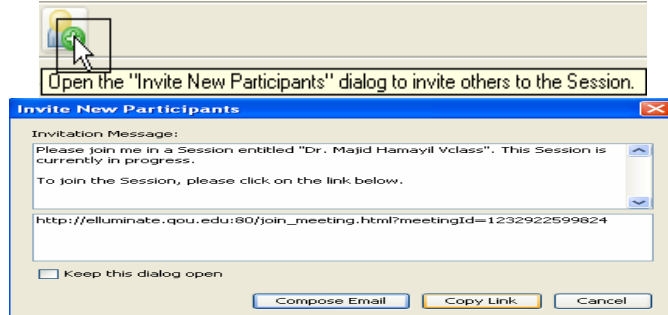 Open the "Invite New Participants" dialog to invite others to the Session.
Invite New Participants
Invitation Message:
Please join me in a Session entitled "Dr. Majid Hamayil Vclass". This Session is
currently in progress.
To join the Session, please click on the link below.
http://elluminate.qou.edu:80/join_meeting.html?meetingId=1232922599824
Keep this dialog open
Compose Email Copy Link Cancel